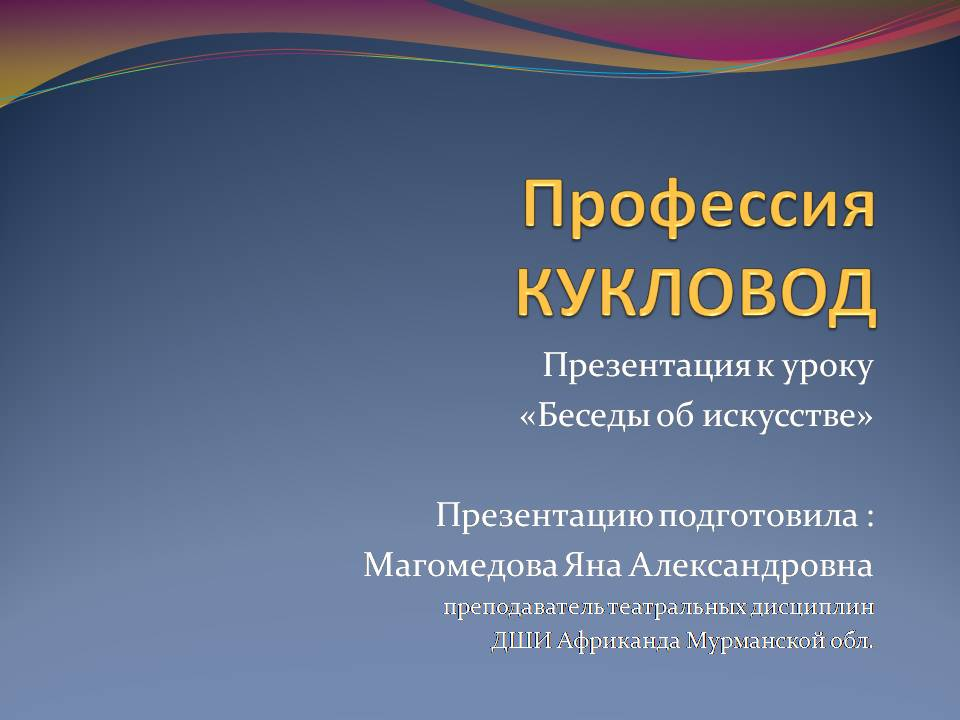 Профессия
КУКЛОВОД
Презентация к уроку
«Беседы об искусстве»
Презентацию подготовила :
Магомедова Яна Александровна
преподаватель театральных дисциплин
ДШИ Африканда Мурманской обл.